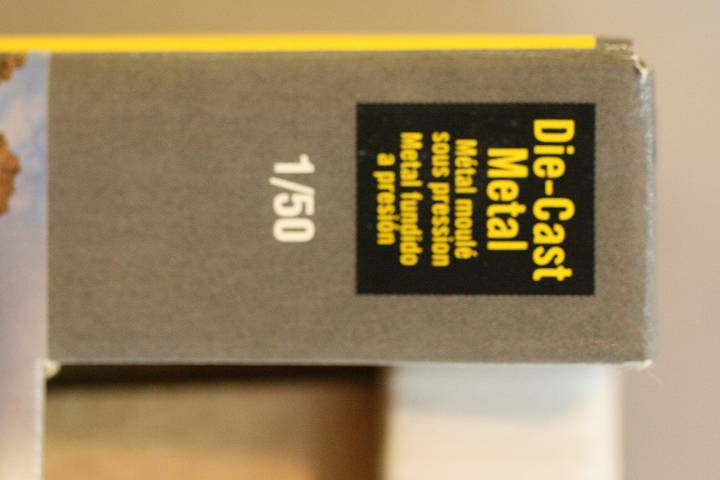 Die-Cast
Metal
Métal moulé
sous pression
Metal fundido
a presión
1/50